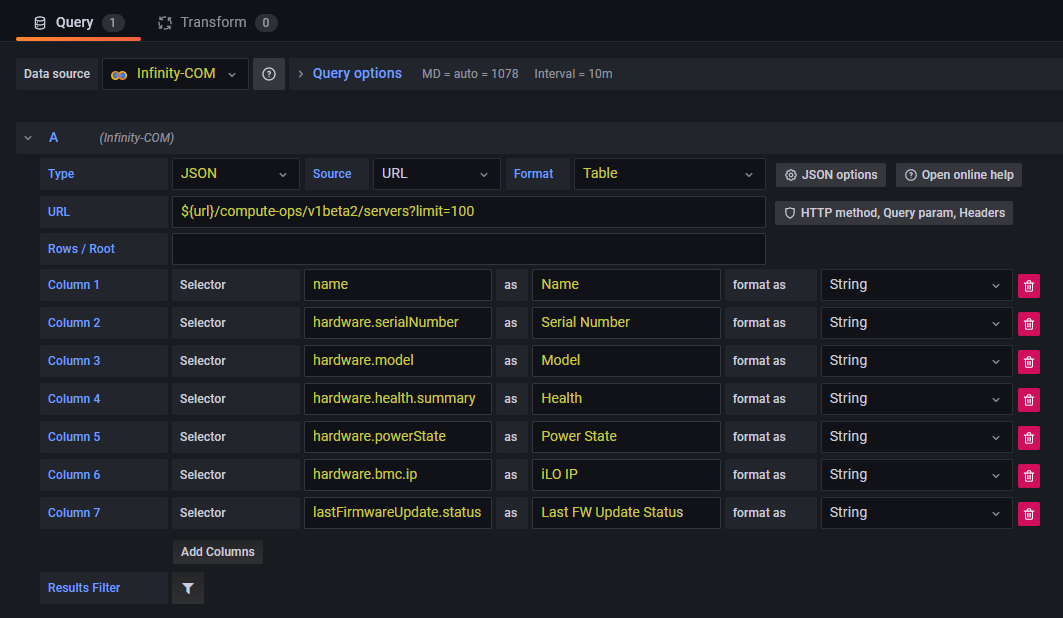 Query 1 Transform 0
Data source Infinity-COM Query options MD = auto = 1078 Interval = 10m
A (Infinity-COM)
Type JSON Source URL Format Table JSON options Open online help
URL ${url}/compute-ops/v1beta2/servers?limit=100 HTTP method, Query param, Headers
Rows / Root
Column 1 Selector name as Name format as String
Column 2 Selector hardware.serialNumber as Serial Number format as String
Column 3 Selector hardware.model as Model format as String
Column 4 Selector hardware.health.summary as Health format as String
Column 5 Selector hardware.powerState as Power State format as String
Column 6 Selector hardware.bmc.ip as iLO IP format as String
Column 7 Selector lastFirmwareUpdate.status as Last FW Update Status format as String
Add Columns
Results Filter